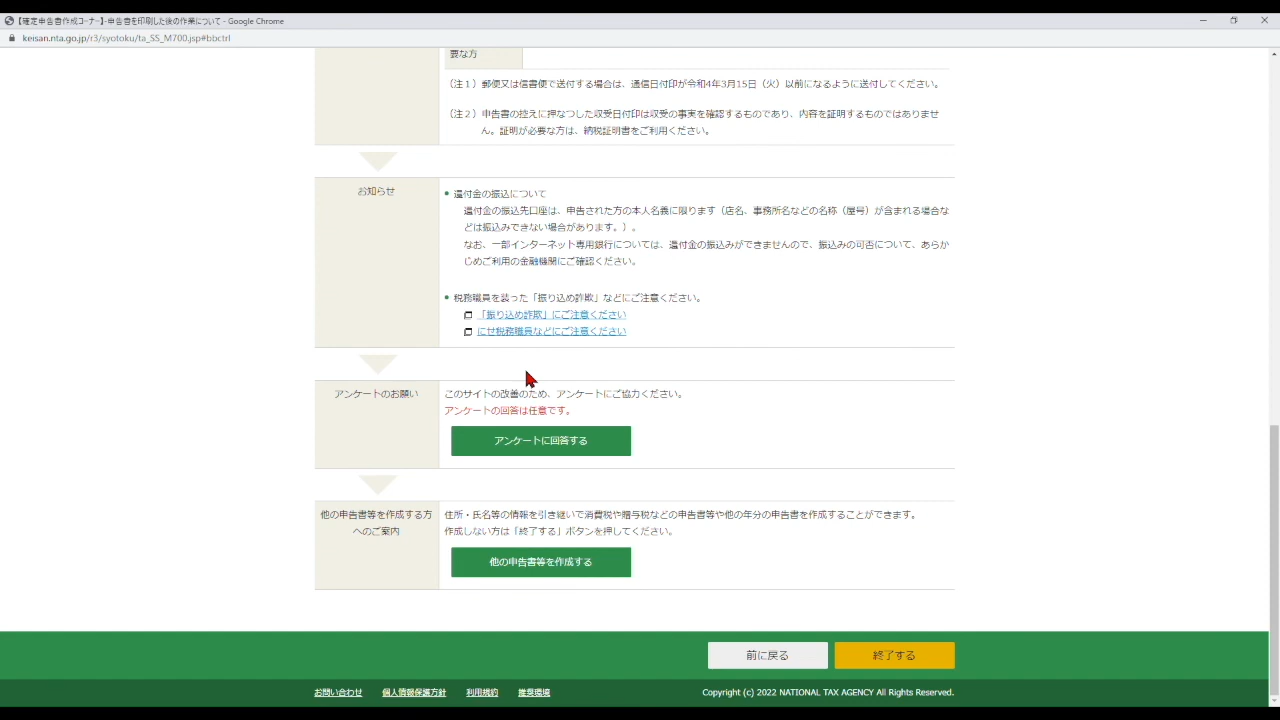 【確定申告書作成コーナー】-申告書を印刷した後の作業について - Google Chrome
keisan.nta.go.jp/r3/syotoku/ta_SS_M700.jsp#bbctrl
要な方
（注１）郵便又は信書便で送付する場合は、通信日付印が令和4年3月15日（火）以前になるように送付してください。
（注２）申告書の控えに押なつした収受日付印は収受の事実を確認するものであり、内容を証明するものではありませ
ん。証明が必要な方は、納税証明書をご利用ください。
お知らせ
還付金の振込について
還付金の振込先口座は、申告された方の本人名義に限ります（店名、事務所名などの名称（屋号）が含まれる場合な
どは振込みできない場合があります。）。
なお、一部インターネット専用銀行については、還付金の振込みができませんので、振込みの可否について、あらか
じめご利用の金融機関にご確認ください。
税務職員を装った「振り込め詐欺」などにご注意ください。
「振り込め詐欺」にご注意ください
にせ税務職員などにご注意ください
アンケートのお願い
このサイトの改善のため、アンケートにご協力ください。
アンケートの回答は任意です。
アンケートに回答する
他の申告書等を作成する方
へのご案内
住所・氏名等の情報を引き継いで消費税や贈与税などの申告書等や他の年分の申告書を作成することができます。
作成しない方は「終了する」ボタンを押してください。
他の申告書等を作成する
前に戻る
終了する
お問い合わせ 個人情報保護方針 利用規約 推奨環境
Copyright (c) 2022 NATIONAL TAX AGENCY All Rights Reserved.